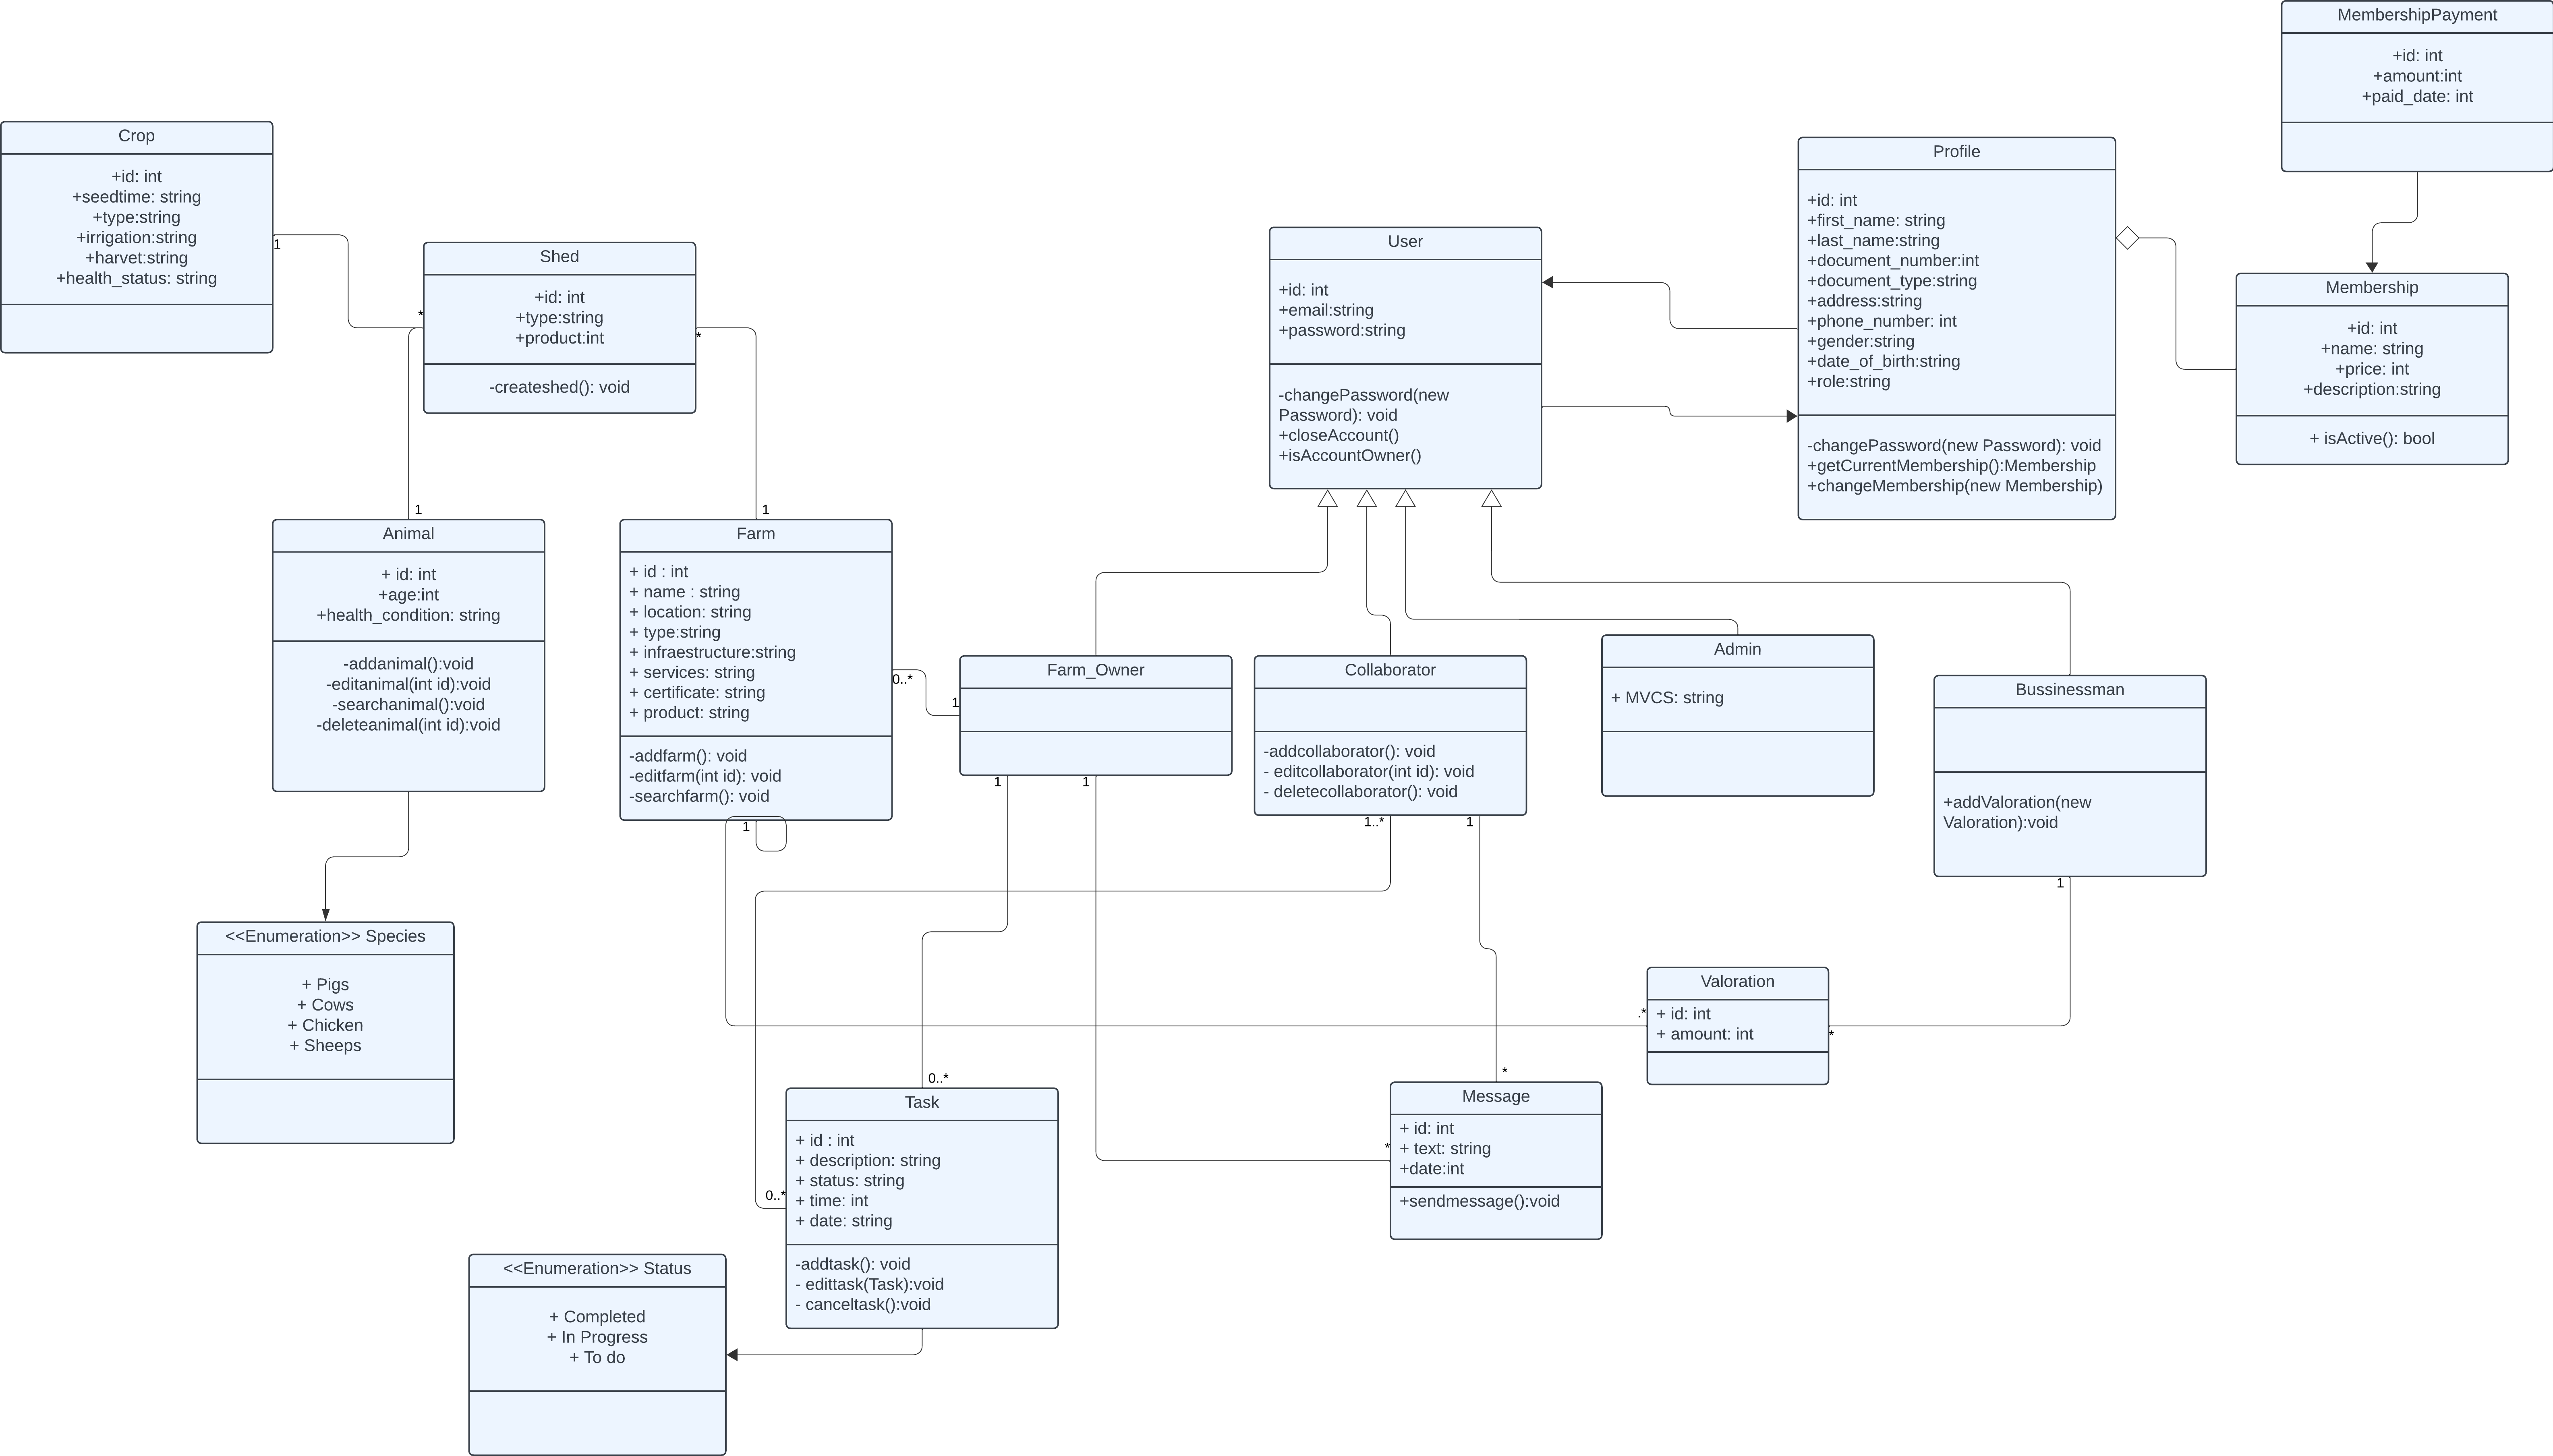 MembershipPayment
+id: int
+amount:int
+paid_date: int
Crop
+id: int
+seedtime: string
+type:string
+irrigation:string
+harvet:string
+health_status: string
1
*
Shed
+id: int
+type:string
+product:int
-createshed(): void
*
1
1
User
+id: int
+email:string
+password:string
-changePassword(new
Password): void
+closeAccount()
+isAccountOwner()
Profile
+id: int
+first_name: string
+last_name:string
+document_number:int
+document_type:string
+address:string
+phone_number: int
+gender:string
+date_of_birth:string
+role:string
-changePassword(new Password): void
+getCurrentMembership():Membership
+changeMembership(new Membership)
Membership
+id: int
+name: string
+price: int
+description:string
+ isActive(): bool
Animal
+ id: int
+age:int
+health_condition: string
-addanimal():void
-editanimal(int id):void
-searchanimal():void
-deleteanimal(int id):void
Farm
+ id : int
+ name : string
+ location: string
+ type:string
+ infraestructure:string
+ services: string
+ certificate: string
+ product: string
-addfarm(): void
-editfarm(int id): void
-searchfarm(): void
0..*
1
1
Farm_Owner
1
1
Collaborator
-addcollaborator(): void
- editcollaborator(int id): void
- deletecollaborator(): void
1..*
1
Admin
+ MVCS: string
Bussinessman
+addValoration(new
Valoration):void
1
<<Enumeration>> Species
+ Pigs
+ Cows
+ Chicken
+ Sheeps
Valoration
+ id: int
+ amount: int
.*
*
0..*
Task
+ id : int
+ description: string
+ status: string
+ time: int
+ date: string
-addtask(): void
- edittask(Task):void
- canceltask():void
0..*
*
*
Message
+ id: int
+ text: string
+date:int
+sendmessage():void
<<Enumeration>> Status
+ Completed
+ In Progress
+ To do